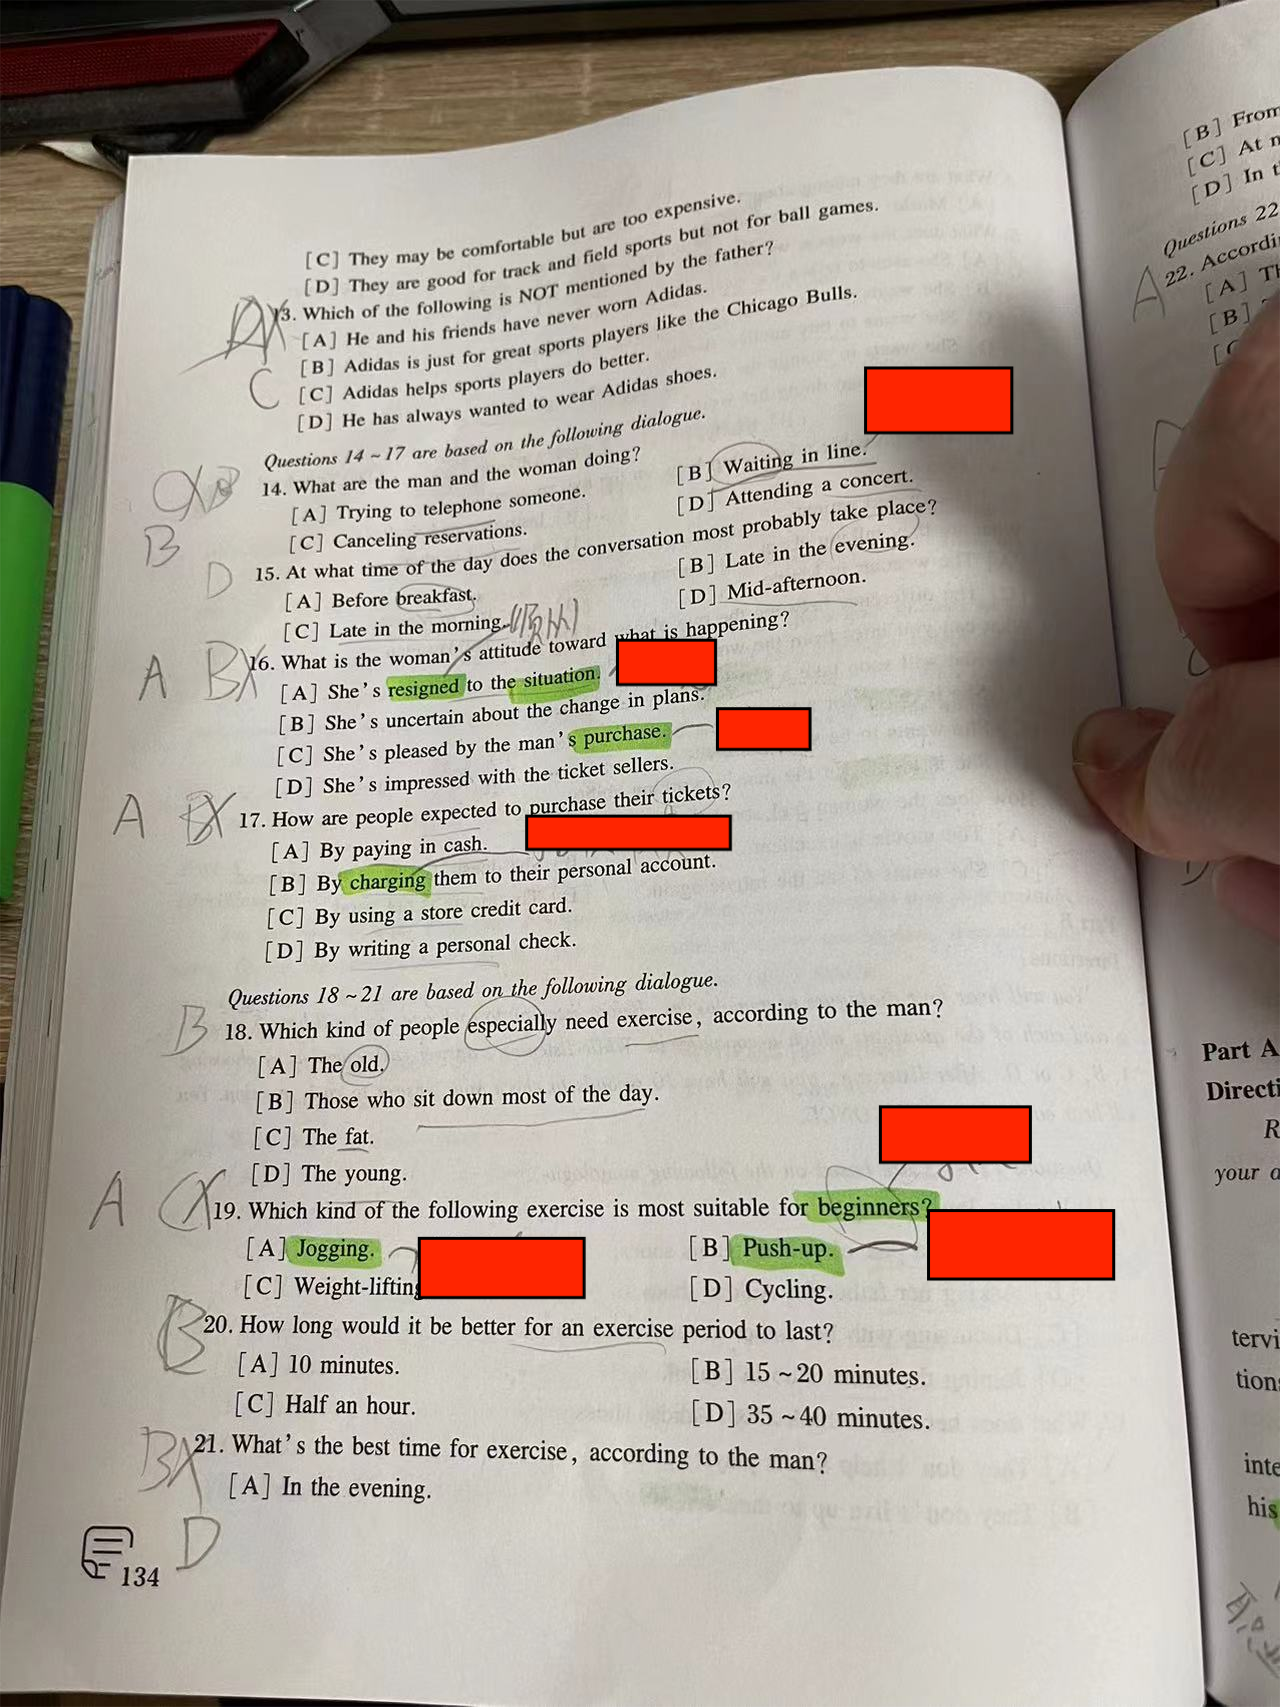 [C] They may be comfortable but are too expensive.
[D] They are good for track and field sports but not for ball games.
13. Which of the following is NOT mentioned by the father?
[A] He and his friends have never worn Adidas.
[B] Adidas is just for great sports players like the Chicago Bulls.
[C] Adidas helps sports players do better.
C
[D] He has always wanted to wear Adidas shoes.
Questions 14 ~ 17 are based on the following dialogue.
14. What are the man and the woman doing?
[A] Trying to telephone someone.
[B] Waiting in line.
[C] Canceling reservations.
[D] Attending a concert.
B
D 15. At what time of the day does the conversation most probably take place?
[A] Before breakfast.
[B] Late in the evening.
[C] Late in the morning.
[D] Mid-afternoon.
A B 16. What is the woman's attitude toward what is happening?
[A] She's resigned to the situation.
[B] She's uncertain about the change in plans.
[C] She's pleased by the man's purchase.
[D] She's impressed with the ticket sellers.
A B 17. How are people expected to purchase their tickets?
[A] By paying in cash.
[B] By charging them to their personal account.
[C] By using a store credit card.
[D] By writing a personal check.
Questions 18 ~ 21 are based on the following dialogue.
B 18. Which kind of people especially need exercise, according to the man?
[A] The old.
[B] Those who sit down most of the day.
[C] The fat.
[D] The young.
A C 19. Which kind of the following exercise is most suitable for beginners?
[A] Jogging.
[B] Push-up.
[C] Weight-lifting
[D] Cycling.
B 20. How long would it be better for an exercise period to last?
[A] 10 minutes.
[B] 15 ~ 20 minutes.
[C] Half an hour.
[D] 35 ~ 40 minutes.
B 21. What's the best time for exercise, according to the man?
[A] In the evening.
D
134
[B] From
[C] At
[D] In
Questions 22
A 22. Accordi
[A] Th
[B]
Part A
Directi
R
your
tervi
tion
inte
his